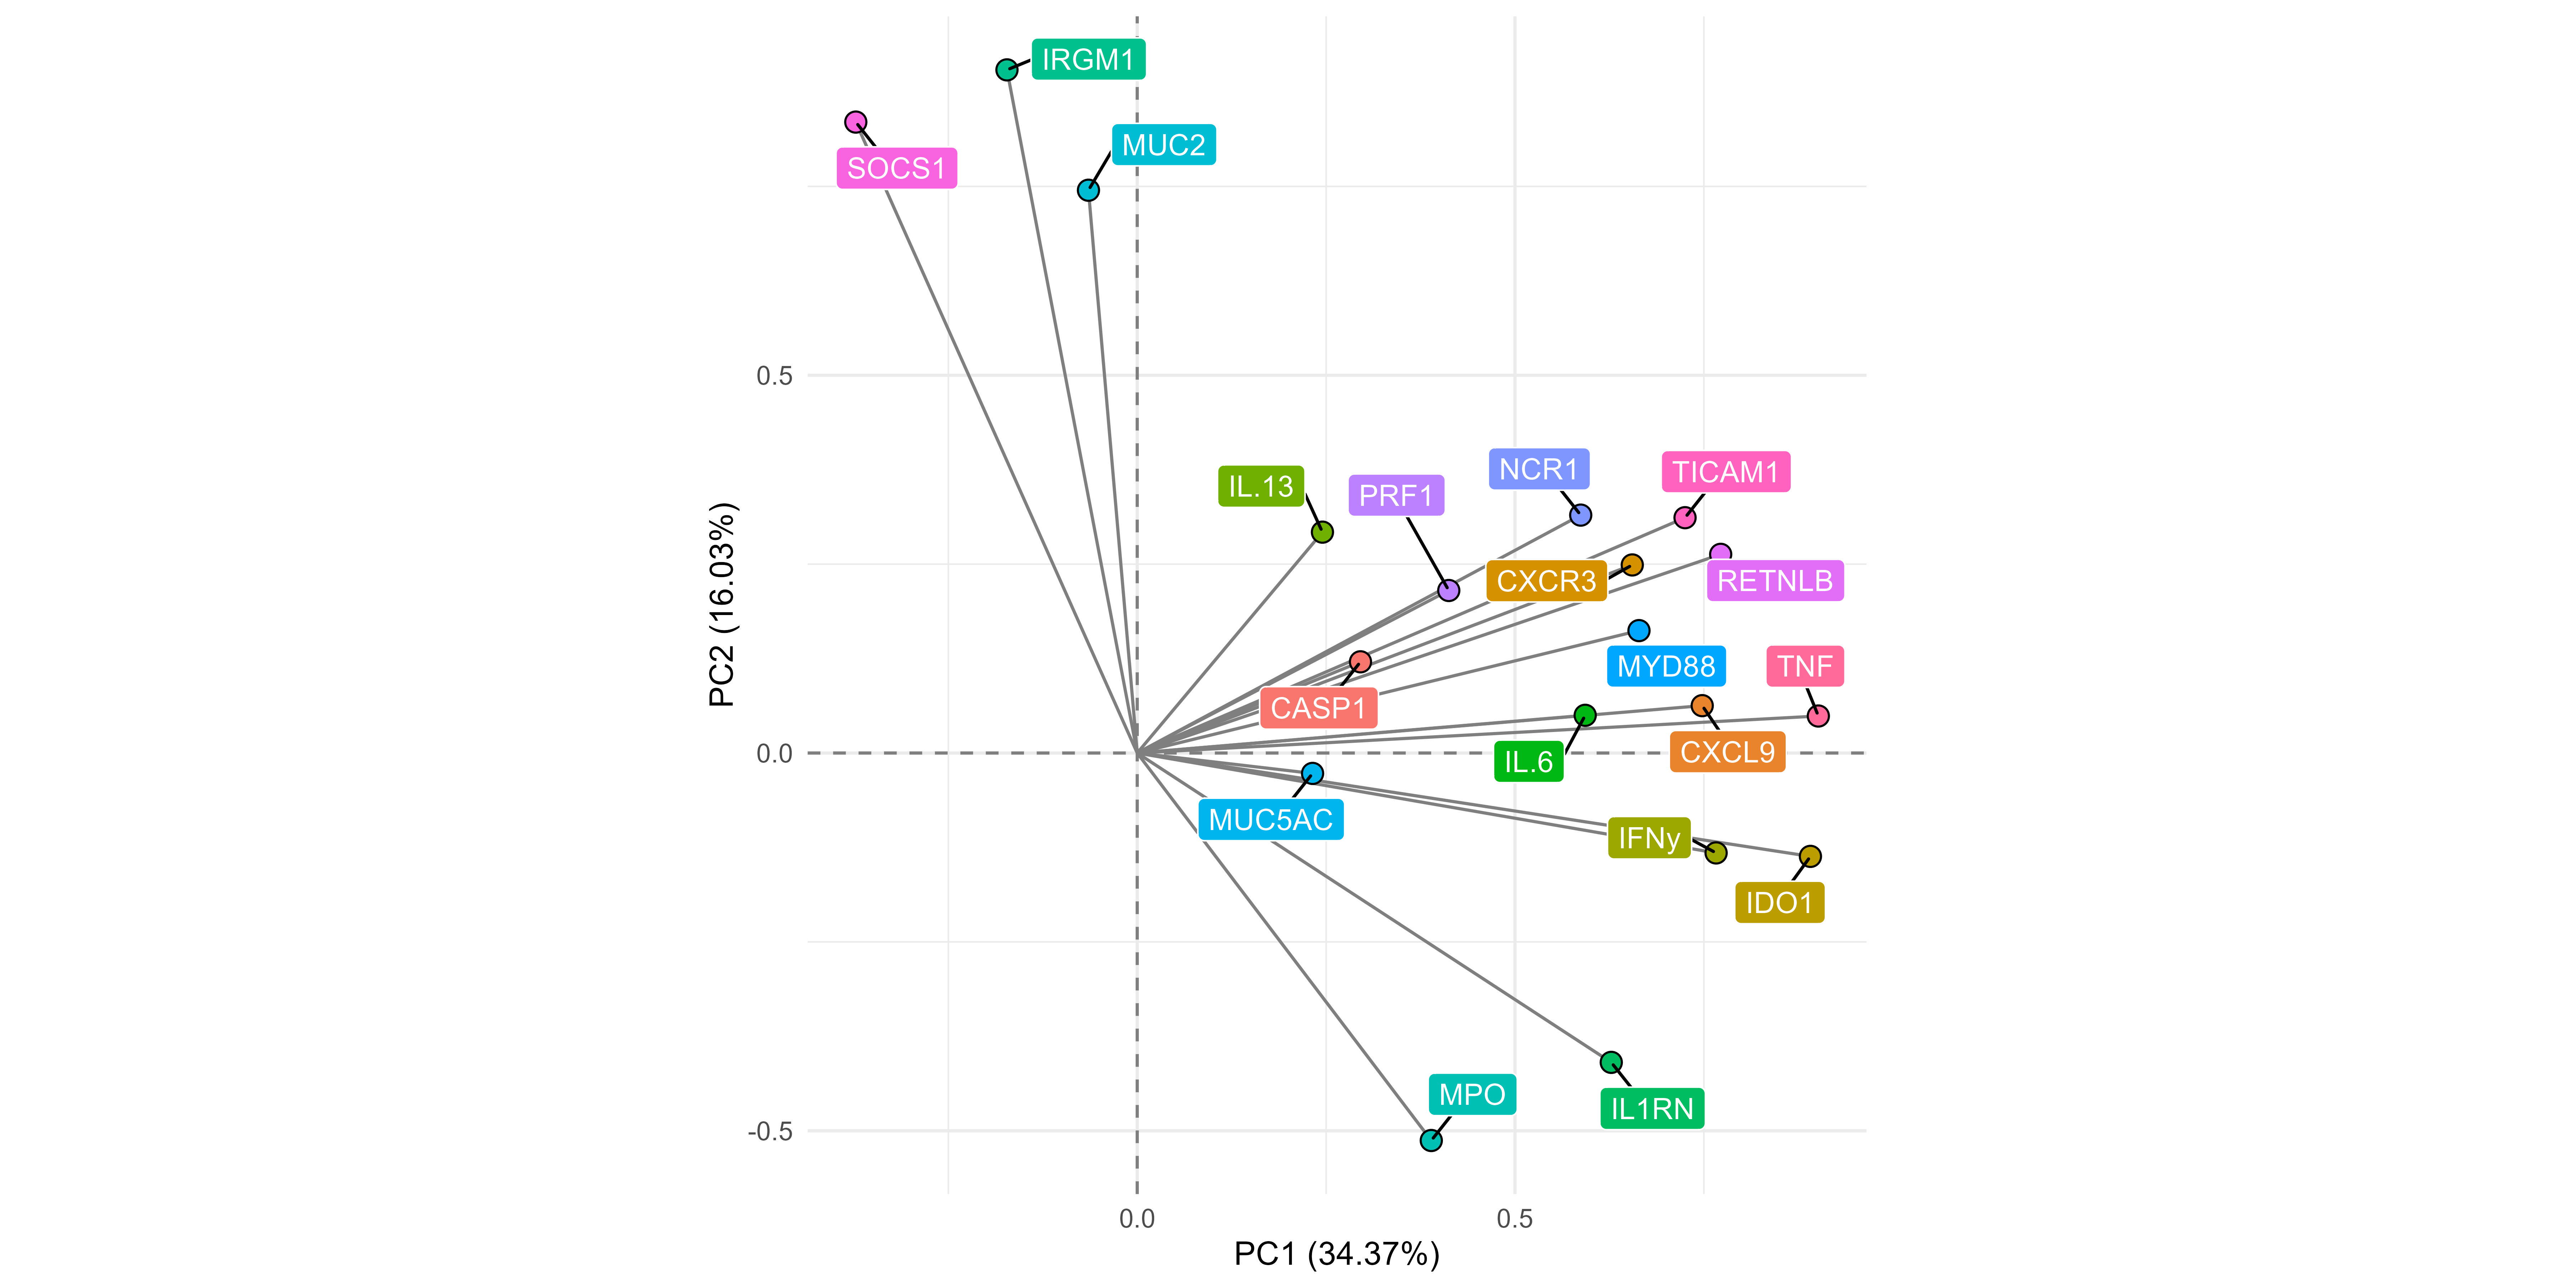 IRGM1
MUC2
SOCS1
0.5
NCR1
TICAM1
IL.13
PRF1
CXCR3
RETNLB
PC2 (16.03%)
MYD88
TNF
CASP1
0.0
CXCL9
IL.6
MUC5AC
IFNy
IDO1
MPO
IL1RN
-0.5
0.0
0.5
PC1 (34.37%)